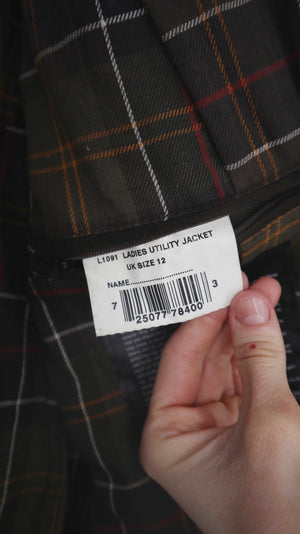 L1091 LADIES UTILITY JACKET
UK SIZE 12
NAME......................
7 25077 78400 3